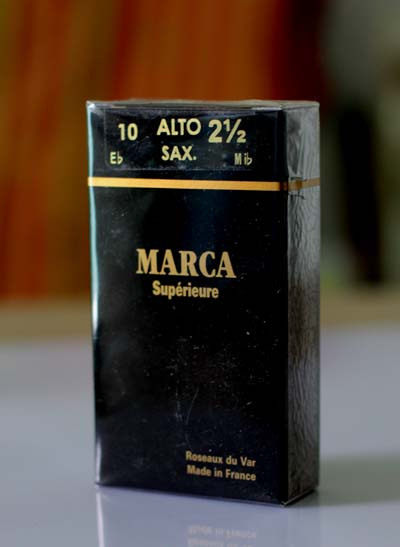 10 ALTO 2½
E♭ SAX. Mi♭
MARCA
Supérieure
Roseaux du Var
Made in France